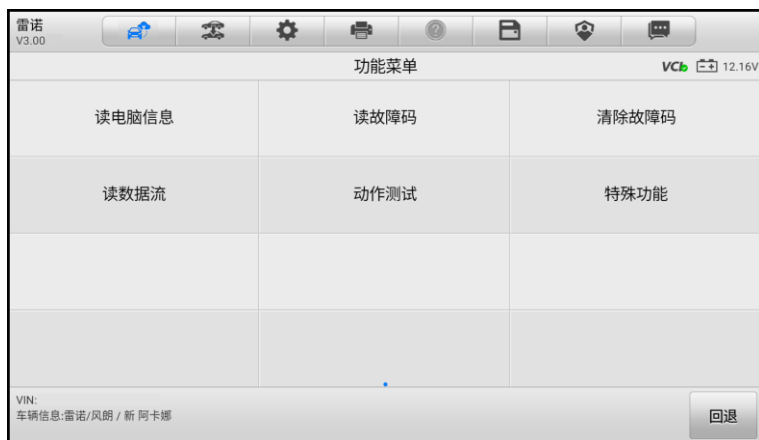 雷诺
V3.00
功能菜单
VCI 12.16V
读电脑信息 读故障码 清除故障码
读数据流 动作测试 特殊功能
VIN:
车辆信息:雷诺/风朗 / 新 阿卡娜
回退